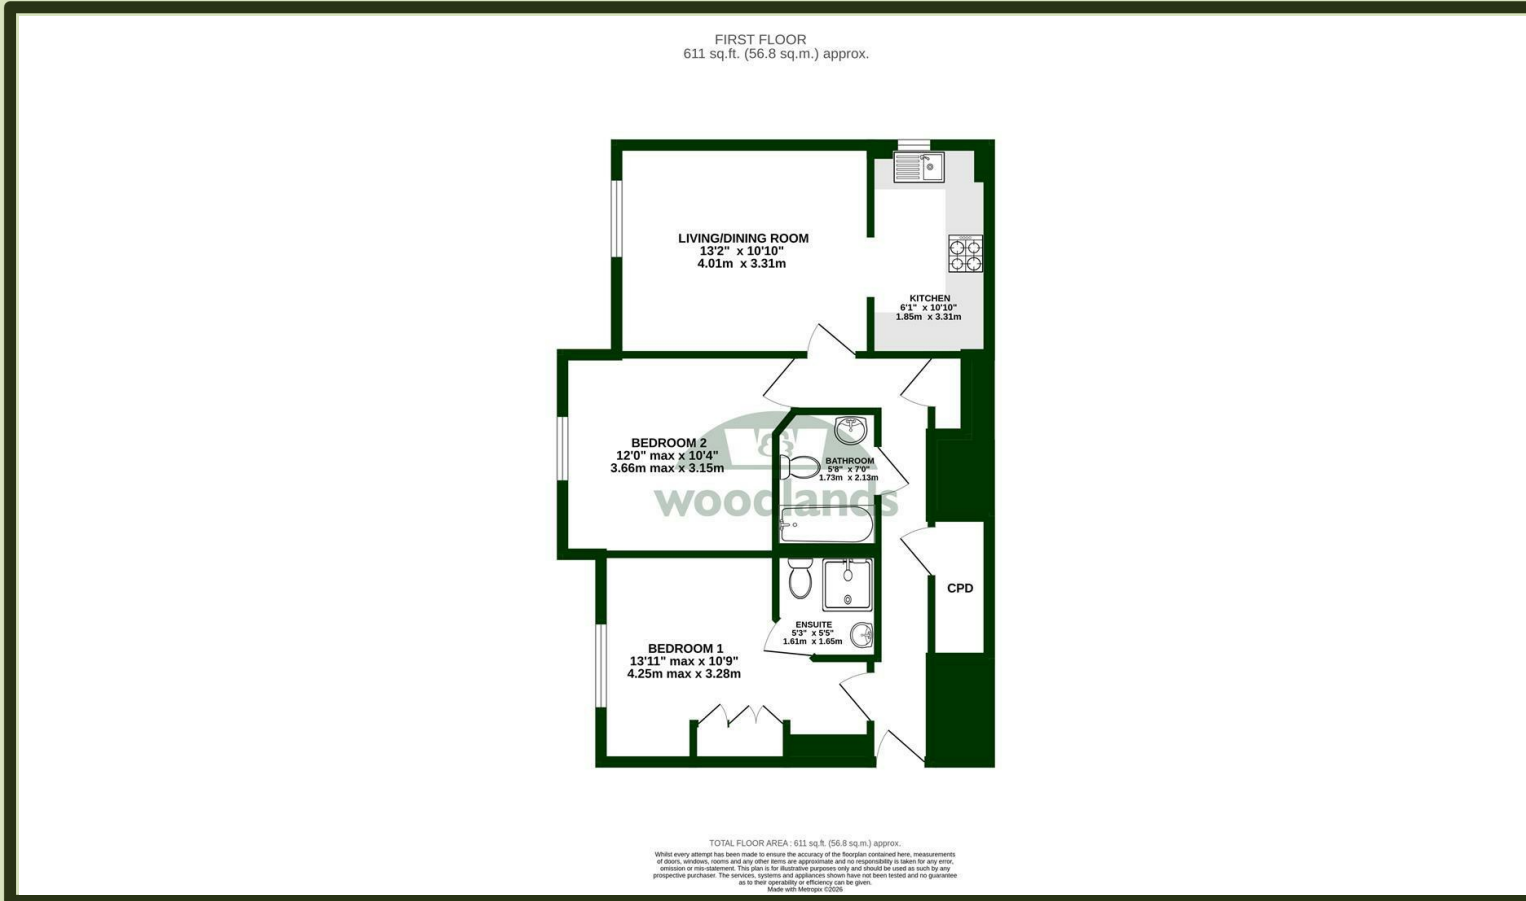 FIRST FLOOR
611 sq.ft. (56.8 sq.m.) approx.
LIVING/DINING ROOM
13'2" x 10'10"
4.01m x 3.31m
KITCHEN
6'1" x 10'10"
1.85m x 3.31m
BEDROOM 2
12'0" max x 10'4"
3.66m max x 3.15m
BATHROOM
5'8" x 7'0"
1.73m x 2.13m
woodlands
CPD
ENSUITE
5'3" x 5'5"
1.61m x 1.65m
BEDROOM 1
13'11" max x 10'9"
4.25m max x 3.28m
TOTAL FLOOR AREA : 611 sq.ft. (56.8 sq.m.) approx.
Whilst every attempt has been made to ensure the accuracy of the floorplan contained here, measurements
of doors, windows, rooms and any other items are approximate and no responsibility is taken for any error,
omission or mis-statement. This plan is for illustrative purposes only and should be used as such by any
prospective purchaser. The services, systems and appliances shown have not been tested and no guarantee
as to their operability or efficiency can be given.
Made with Metropix ©2026